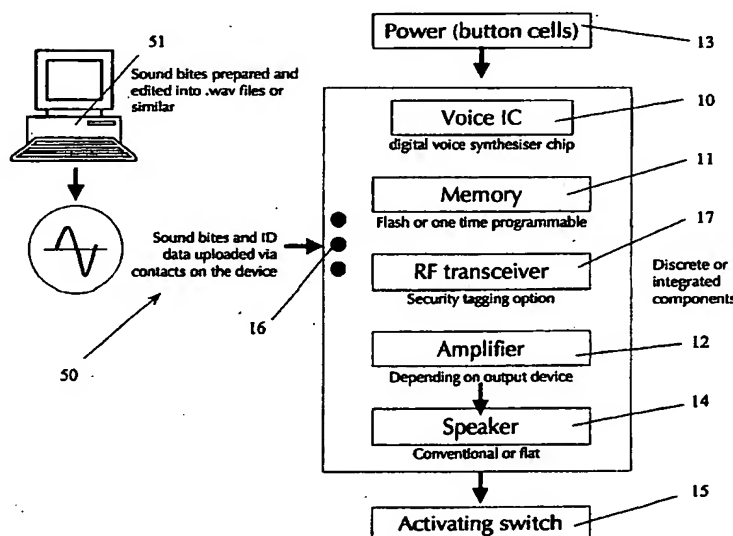 51
Sound bites prepared and
edited into .wav files or
similar
Sound bites and ID
data uploaded via
contacts on the device
50
16
Power (button cells)
13
Voice IC
digital voice synthesiser chip
10
Memory
Flash or one time programmable
11
RF transceiver
Security tagging option
17
Discrete or
integrated
components
Amplifier
Depending on output device
12
Speaker
Conventional or flat
14
Activating switch
15